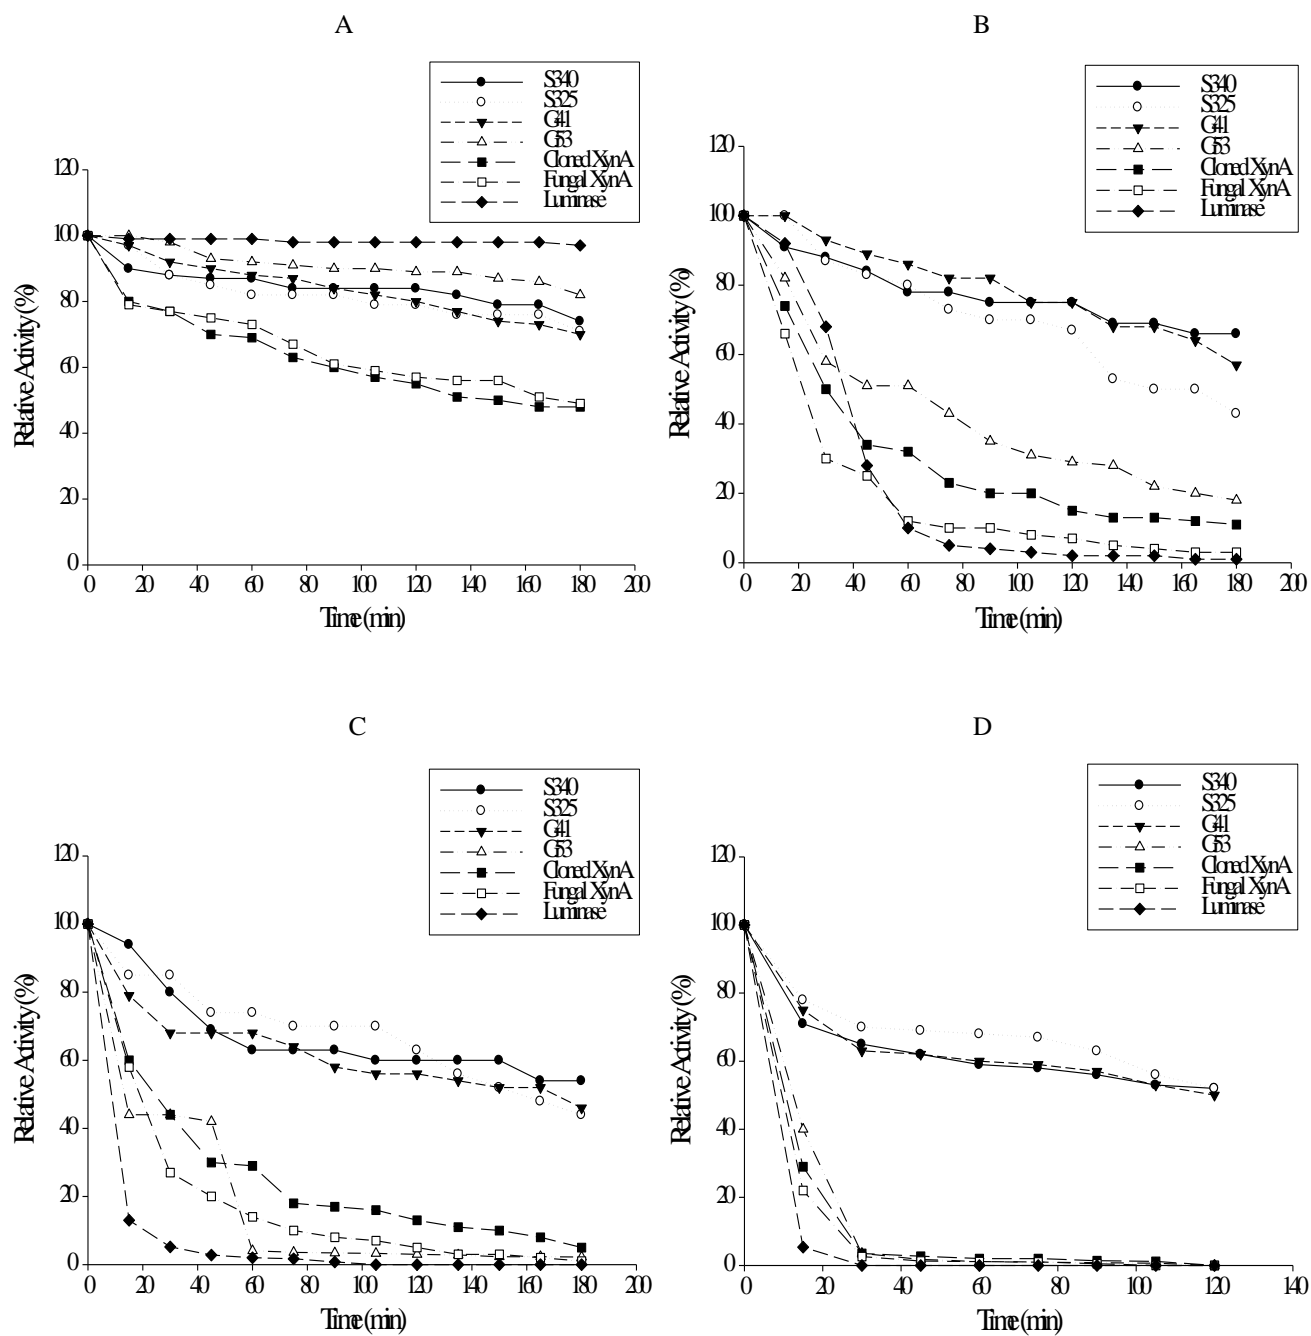 A
S340
S325
G41
G53
Cloned XynA
Fungal XynA
Luminase
120
100
80
60
40
20
0
Relative Activity (%)
0 20 40 60 80 100 120 140 160 180 200
Time (min)
B
S340
S325
G41
G53
Cloned XynA
Fungal XynA
Luminase
120
100
80
60
40
20
0
Relative Activity (%)
0 20 40 60 80 100 120 140 160 180 200
Time (min)
C
S340
S325
G41
G53
Cloned XynA
Fungal XynA
Luminase
120
100
80
60
40
20
0
Relative Activity (%)
0 20 40 60 80 100 120 140 160 180 200
Time (min)
D
S340
S325
G41
G53
Cloned XynA
Fungal XynA
Luminase
120
100
80
60
40
20
0
Relative Activity (%)
0 20 40 60 80 100 120 140
Time (min)